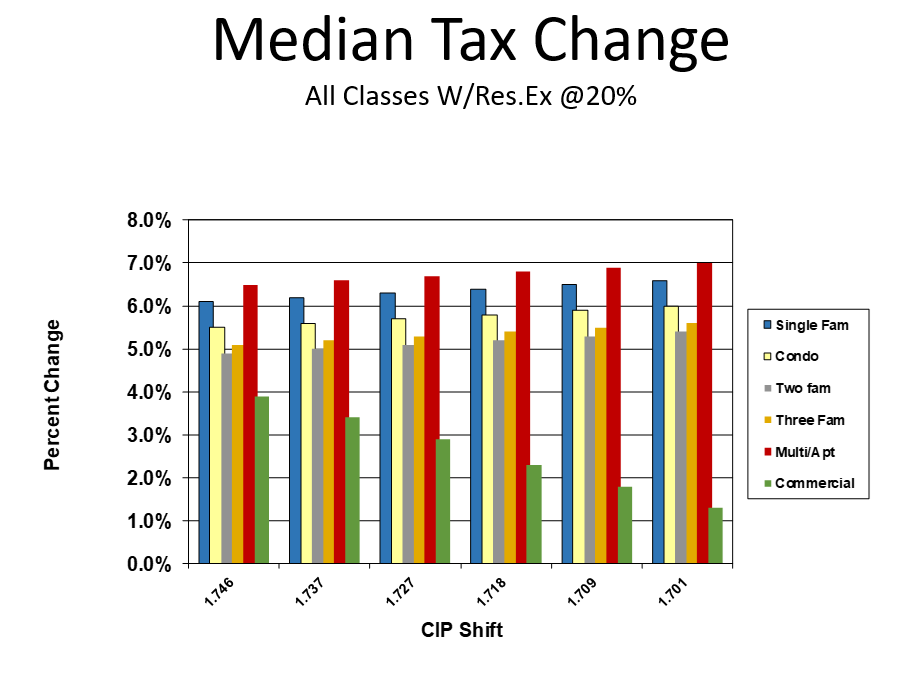 Median Tax Change
All Classes W/Res.Ex @20%
8.0%
7.0%
6.0%
5.0%
4.0%
3.0%
2.0%
1.0%
0.0%
Percent Change
1.746
1.737
1.727
1.718
1.709
1.701
CIP Shift
Single Fam
Condo
Two fam
Three Fam
Multi/Apt
Commercial